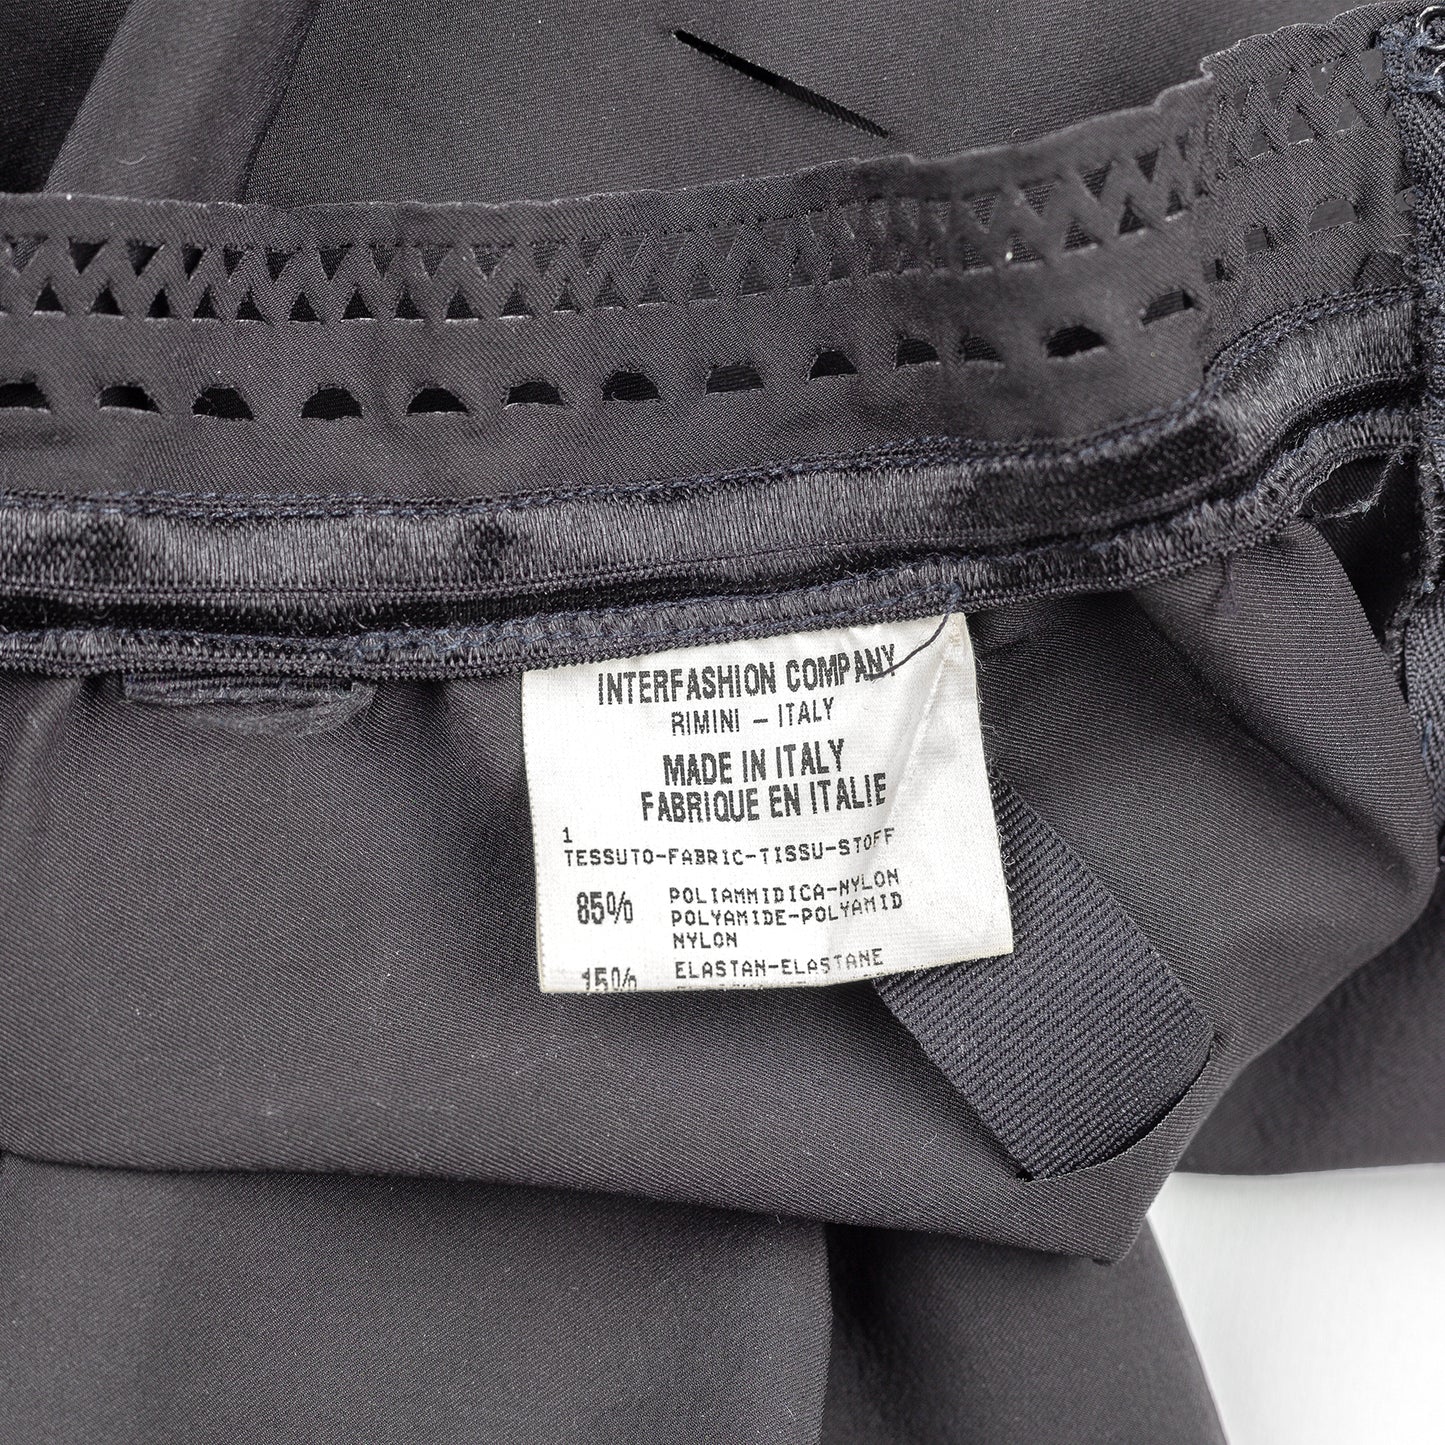 INTERFASHION COMPANY
RIMINI - ITALY
MADE IN ITALY
FABRIQUE EN ITALIE
1
TESSUTO-FABRIC-TISSU-STOFF
85% POLIAMMIDICA-NYLON
POLYAMIDE-POLYAMID
NYLON
15% ELASTAN-ELASTANE